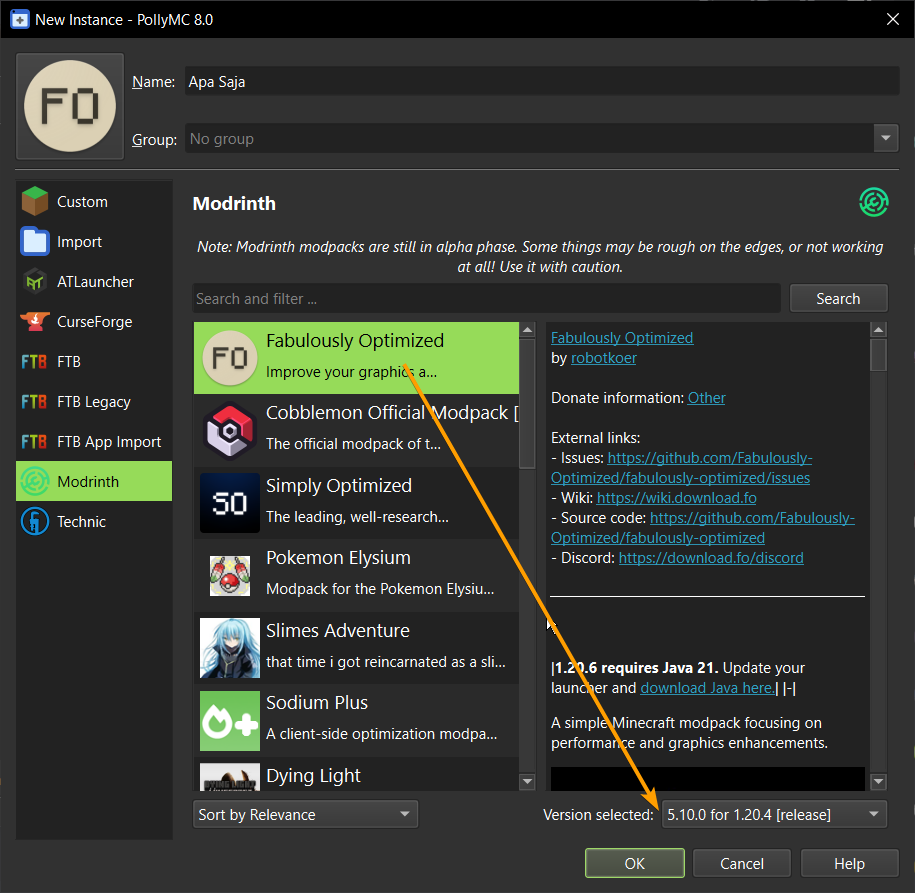 New Instance - PollyMC 8.0
FO
Name:
Apa Saja
Group:
No group
Custom
Import
ATLauncher
CurseForge
FTB
FTB
FTB
FTB Legacy
FTB
FTB App Import
Modrinth
Technic
Modrinth
Note: Modrinth modpacks are still in alpha phase. Some things may be rough on the edges, or not working
at all! Use it with caution.
Search and filter ...
Search
FO
Fabulously Optimized
Improve your graphics a...
Cobblemon Official Modpack [
The official modpack of t...
SO
Simply Optimized
The leading, well-research...
Pokemon Elysium
Modpack for the Pokemon Elysiu...
Slimes Adventure
that time i got reincarnated as a sli...
Sodium Plus
A client-side optimization modpa...
DYING LIGHT
Dying Light
Fabulously Optimized
by robotkoer
Donate information: Other
External links:
- Issues: https://github.com/Fabulously-
Optimized/fabulously-optimized/issues
- Wiki: https://wiki.download.fo
- Source code: https://github.com/Fabulously-
Optimized/fabulously-optimized
- Discord: https://download.fo/discord
|1.20.6 requires Java 21. Update your
launcher and download Java here.| |-|
A simple Minecraft modpack focusing on
performance and graphics enhancements.
Sort by Relevance
Version selected:
5.10.0 for 1.20.4 [release]
OK
Cancel
Help